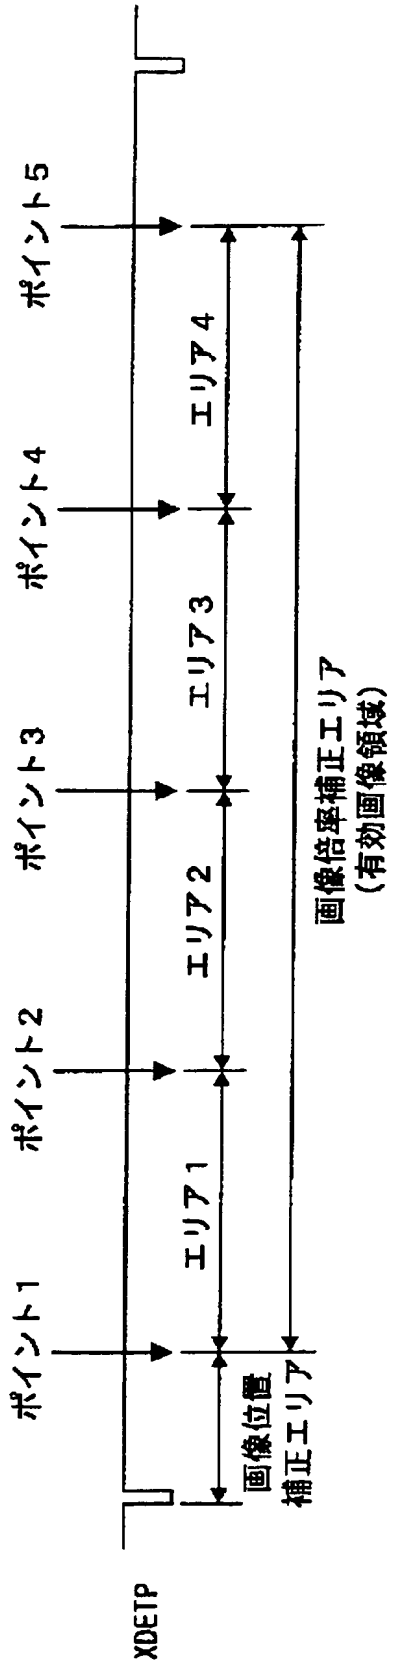 ポイント1
ポイント2
ポイント3
ポイント4
ポイント5
XDETP
エリア1
エリア2
エリア3
エリア4
画像位置
補正エリア
画像倍率補正エリア
(有効画像領域)